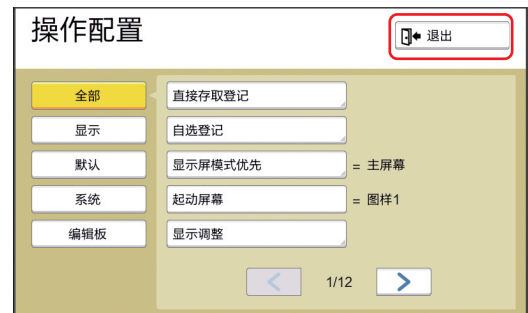 操作配置
退出
全部
直接存取登记
显示
自选登记
默认
显示屏模式优先 = 主屏幕
系统
起动屏幕 = 图样1
编辑板
显示调整
1/12